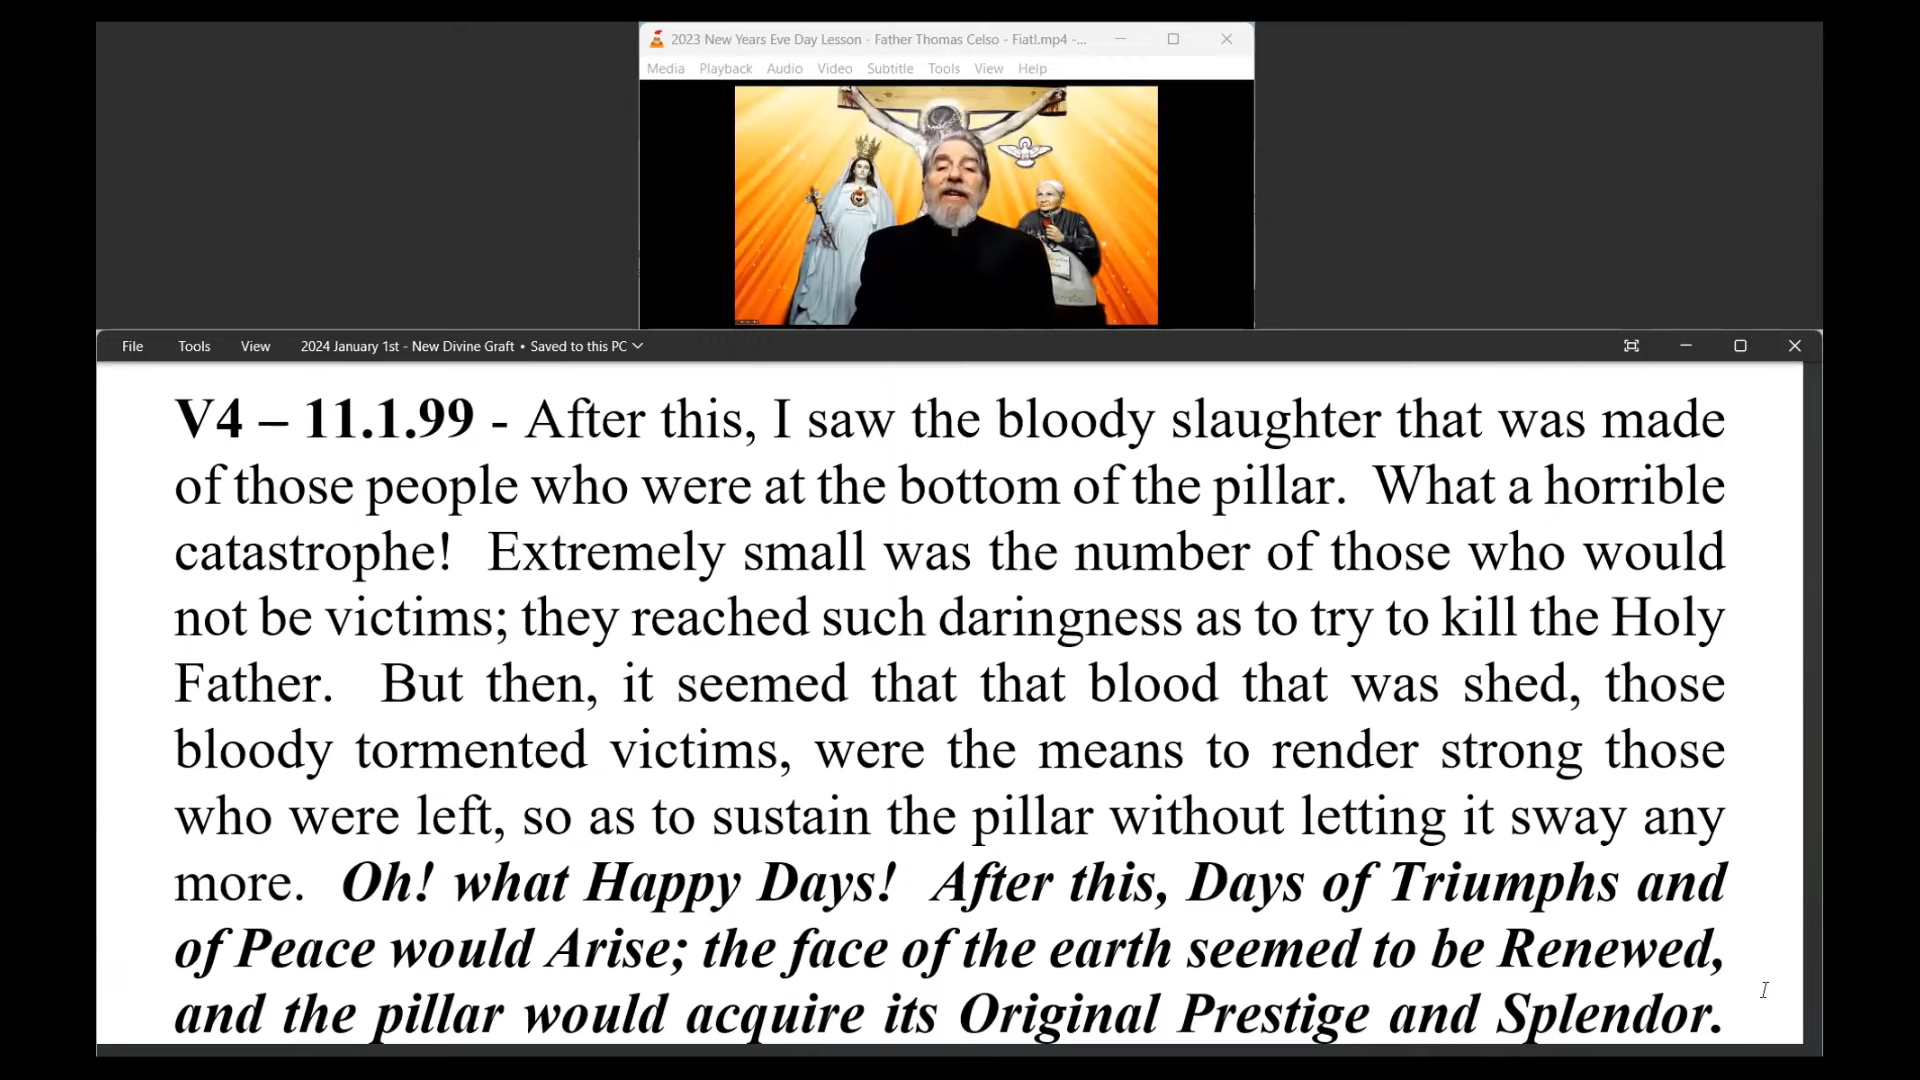 2023 New Years Eve Day Lesson - Father Thomas Celso - Fiat!.mp4 -...
Media Playback Audio Video Subtitle Tools View Help
File Tools View 2024 January 1st - New Divine Graft • Saved to this PC
V4 – 11.1.99 - After this, I saw the bloody slaughter that was made
of those people who were at the bottom of the pillar. What a horrible
catastrophe! Extremely small was the number of those who would
not be victims; they reached such daringness as to try to kill the Holy
Father. But then, it seemed that that blood that was shed, those
bloody tormented victims, were the means to render strong those
who were left, so as to sustain the pillar without letting it sway any
more. Oh! what Happy Days! After this, Days of Triumphs and
of Peace would Arise; the face of the earth seemed to be Renewed,
and the pillar would acquire its Original Prestige and Splendor.